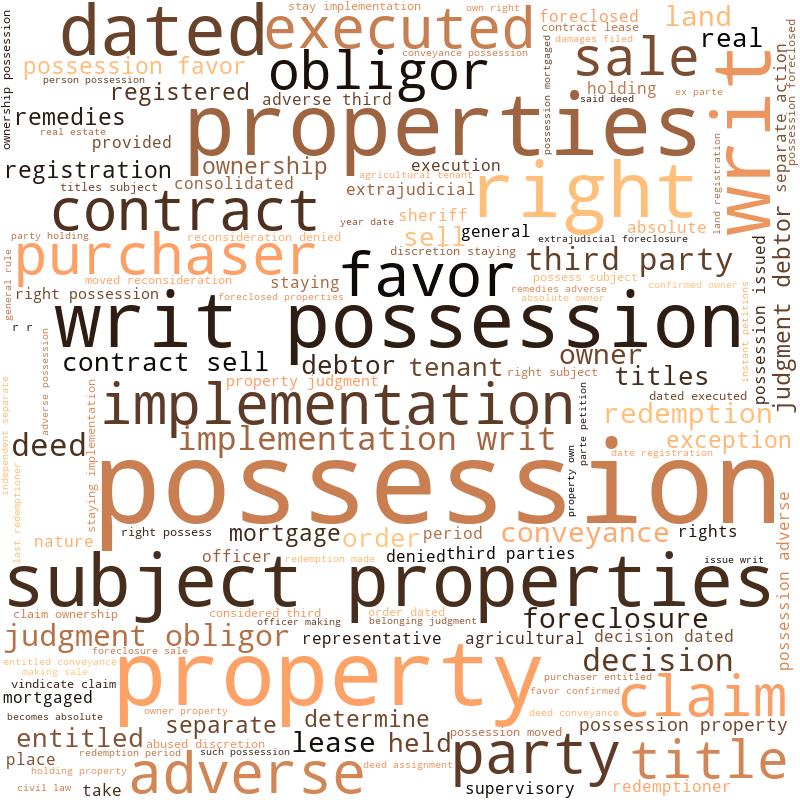 stay implementation
own right
dated
executed
foreclosed
land
contract lease
damages filed
real
conveyance possession
sale
ownership possession
possession favor
obligor
person possession
registered
adverse third
holding
said deed
ex parte
possession mortgaged
writ
separate action
possession foreclosed
remedies
real estate
provided
properties
registration
ownership
execution
titles subject
consolidated
agricultural tenant
extrajudicial
right
land registration
contract
year date
sheriff
sell
general
absolute
party holding
reconsideration denied
extrajudicial foreclosure
purchaser
discretion staying
third party
debtor
judgment
possession issued
general rule
moved reconsideration
staying
favor
possess subject
remedies adverse
confirmed owner
right possession
foreclosed properties
absolute owner
instant petitions
r r
writ possession
adverse possession
contract sell
debtor
tenant
owner
right subject
titles
property judgment
independent separate
staying implementation
implementation
parte petition
dated executed
redemption
deed
implementation writ
property own
exception
date registration
last redemptioner
possession
possession adverse
right possess
mortgage
order
period
conveyance
rights
nature
officer
redemption made
denied
third parties
issue writ
subject properties
claim ownership
considered third
officer making
order dated
belonging judgment
foreclosure
judgment obligor
representative
agricultural
decision dated
foreclosure sale
entitled conveyance
making sale
property
decision
vindicate claim
purchaser entitled
mortgaged
favor confirmed
claim
becomes absolute
owner property
deed conveyance
separate
determine
possession property
entitled
abused discretion
lease
held
possession moved
party
title
place
redemption period
such possession
holding property
adverse
deed assignment
civil law
take
supervisory
redemptioner